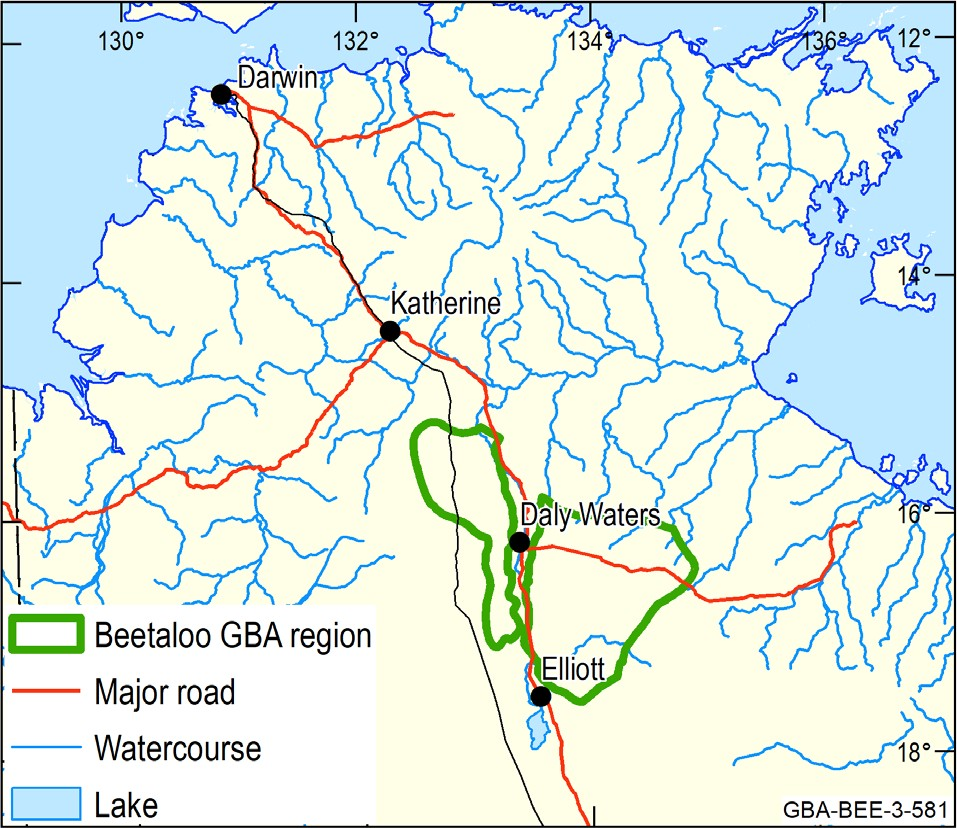 130°
132°
134°
136°
12°
Darwin
14°
Katherine
Daly Waters
16°
Elliott
18°
Beetaloo GBA region
Major road
Watercourse
Lake
GBA-BEE-3-581